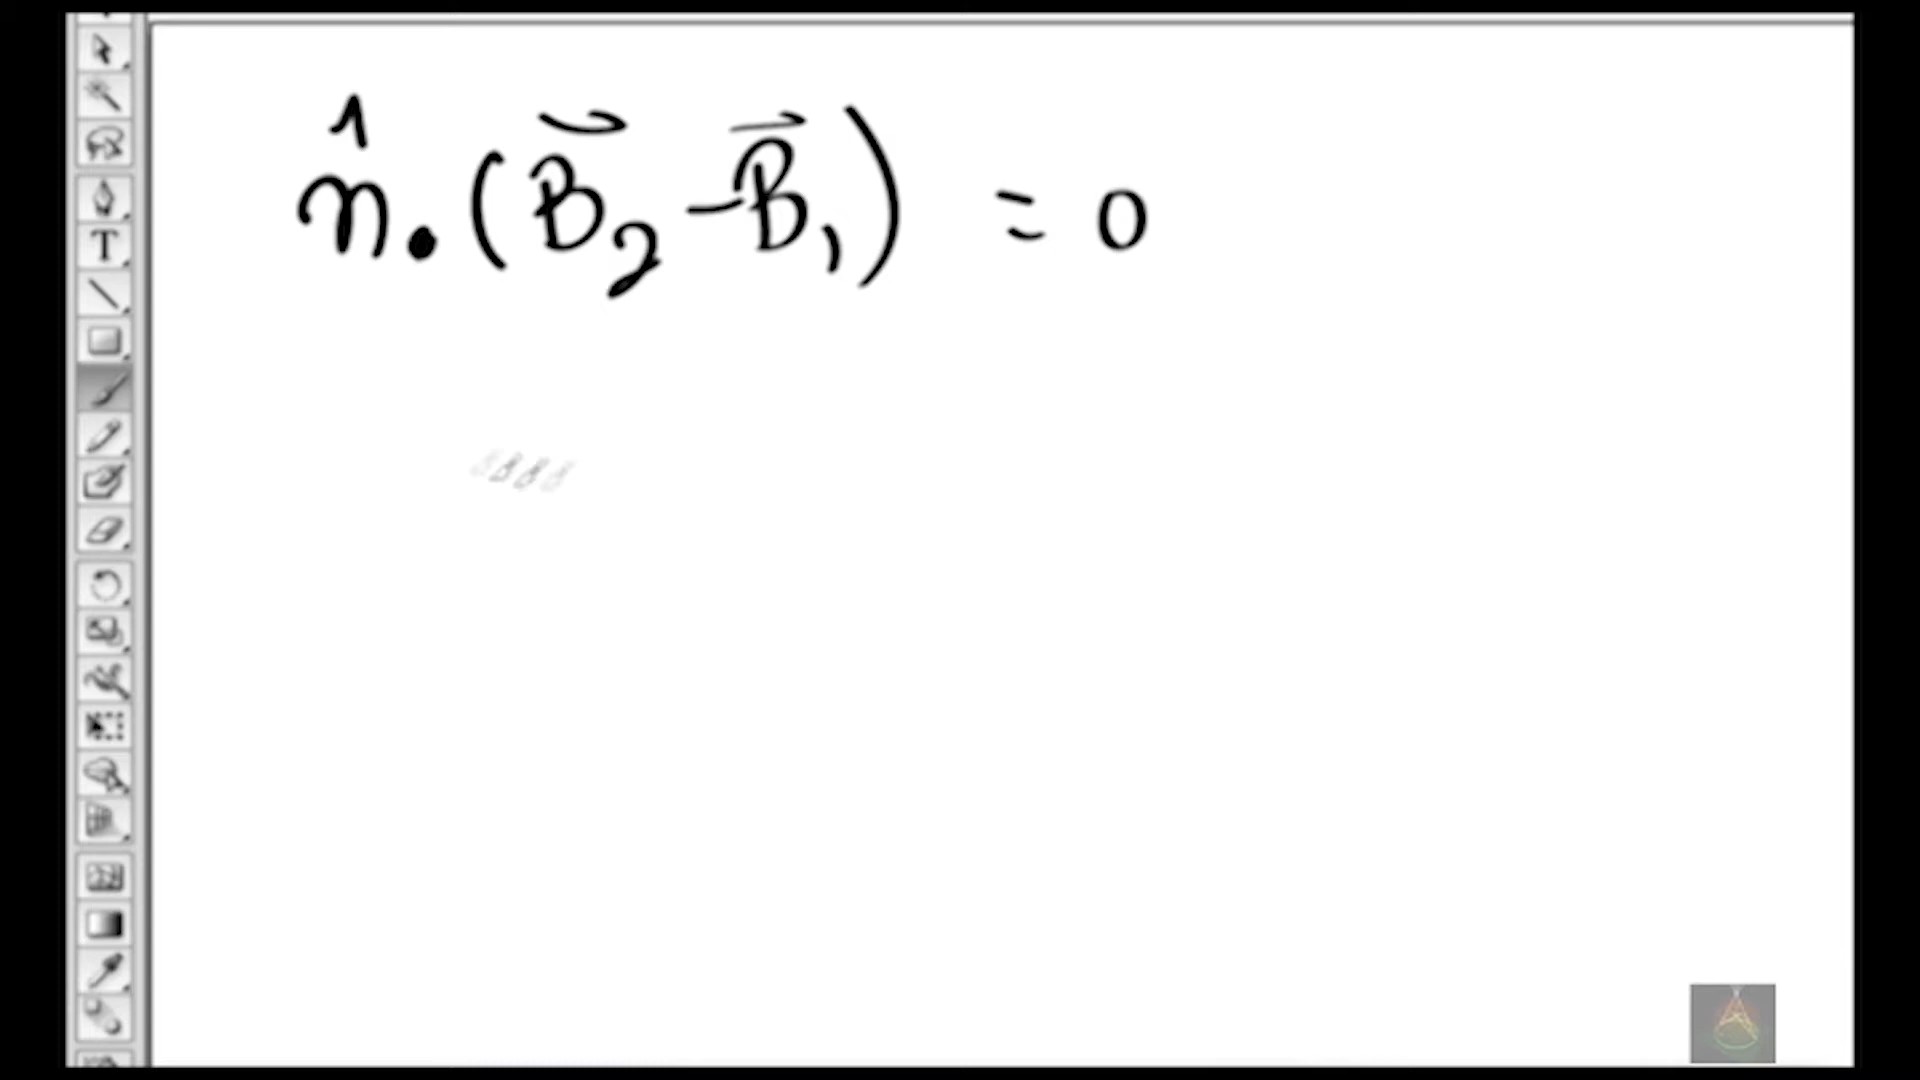 n̂ . (B⃗₂ − B⃗₁) = 0
T